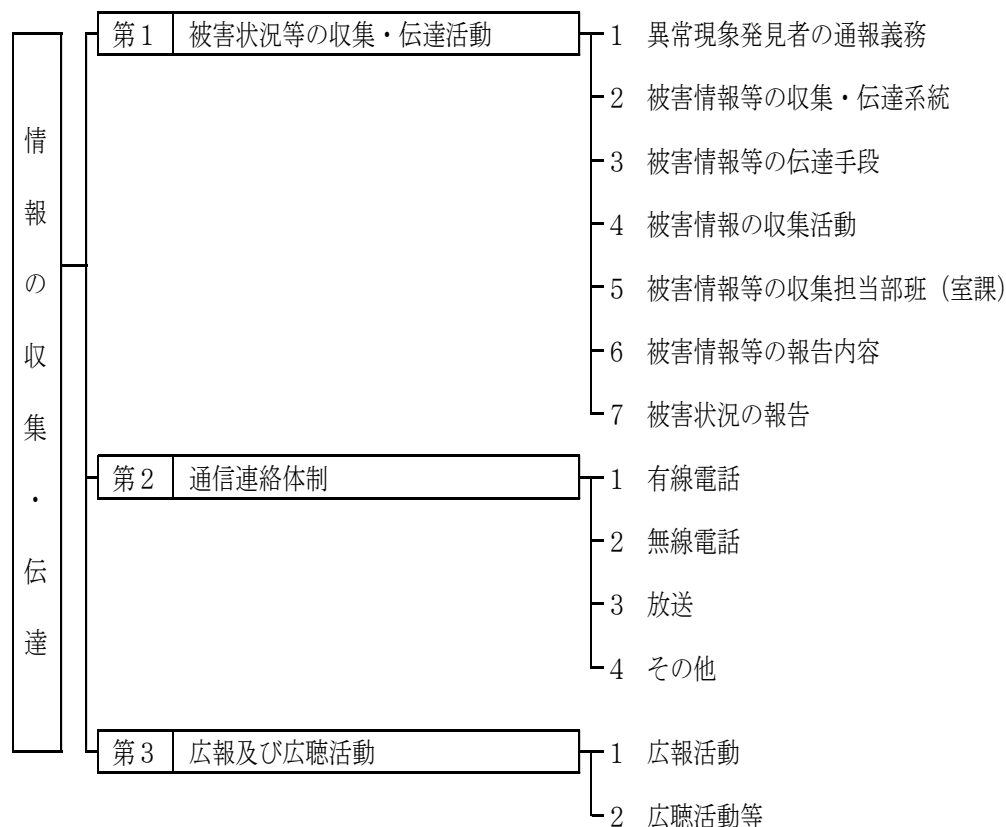 情報の収集・伝達
第1 被害状況等の収集・伝達活動
1 異常現象発見者の通報義務
2 被害情報等の収集・伝達系統
3 被害情報等の伝達手段
4 被害情報の収集活動
5 被害情報等の収集担当部班（室課）
6 被害情報等の報告内容
7 被害状況の報告
第2 通信連絡体制
1 有線電話
2 無線電話
3 放送
4 その他
第3 広報及び広聴活動
1 広報活動
2 広聴活動等